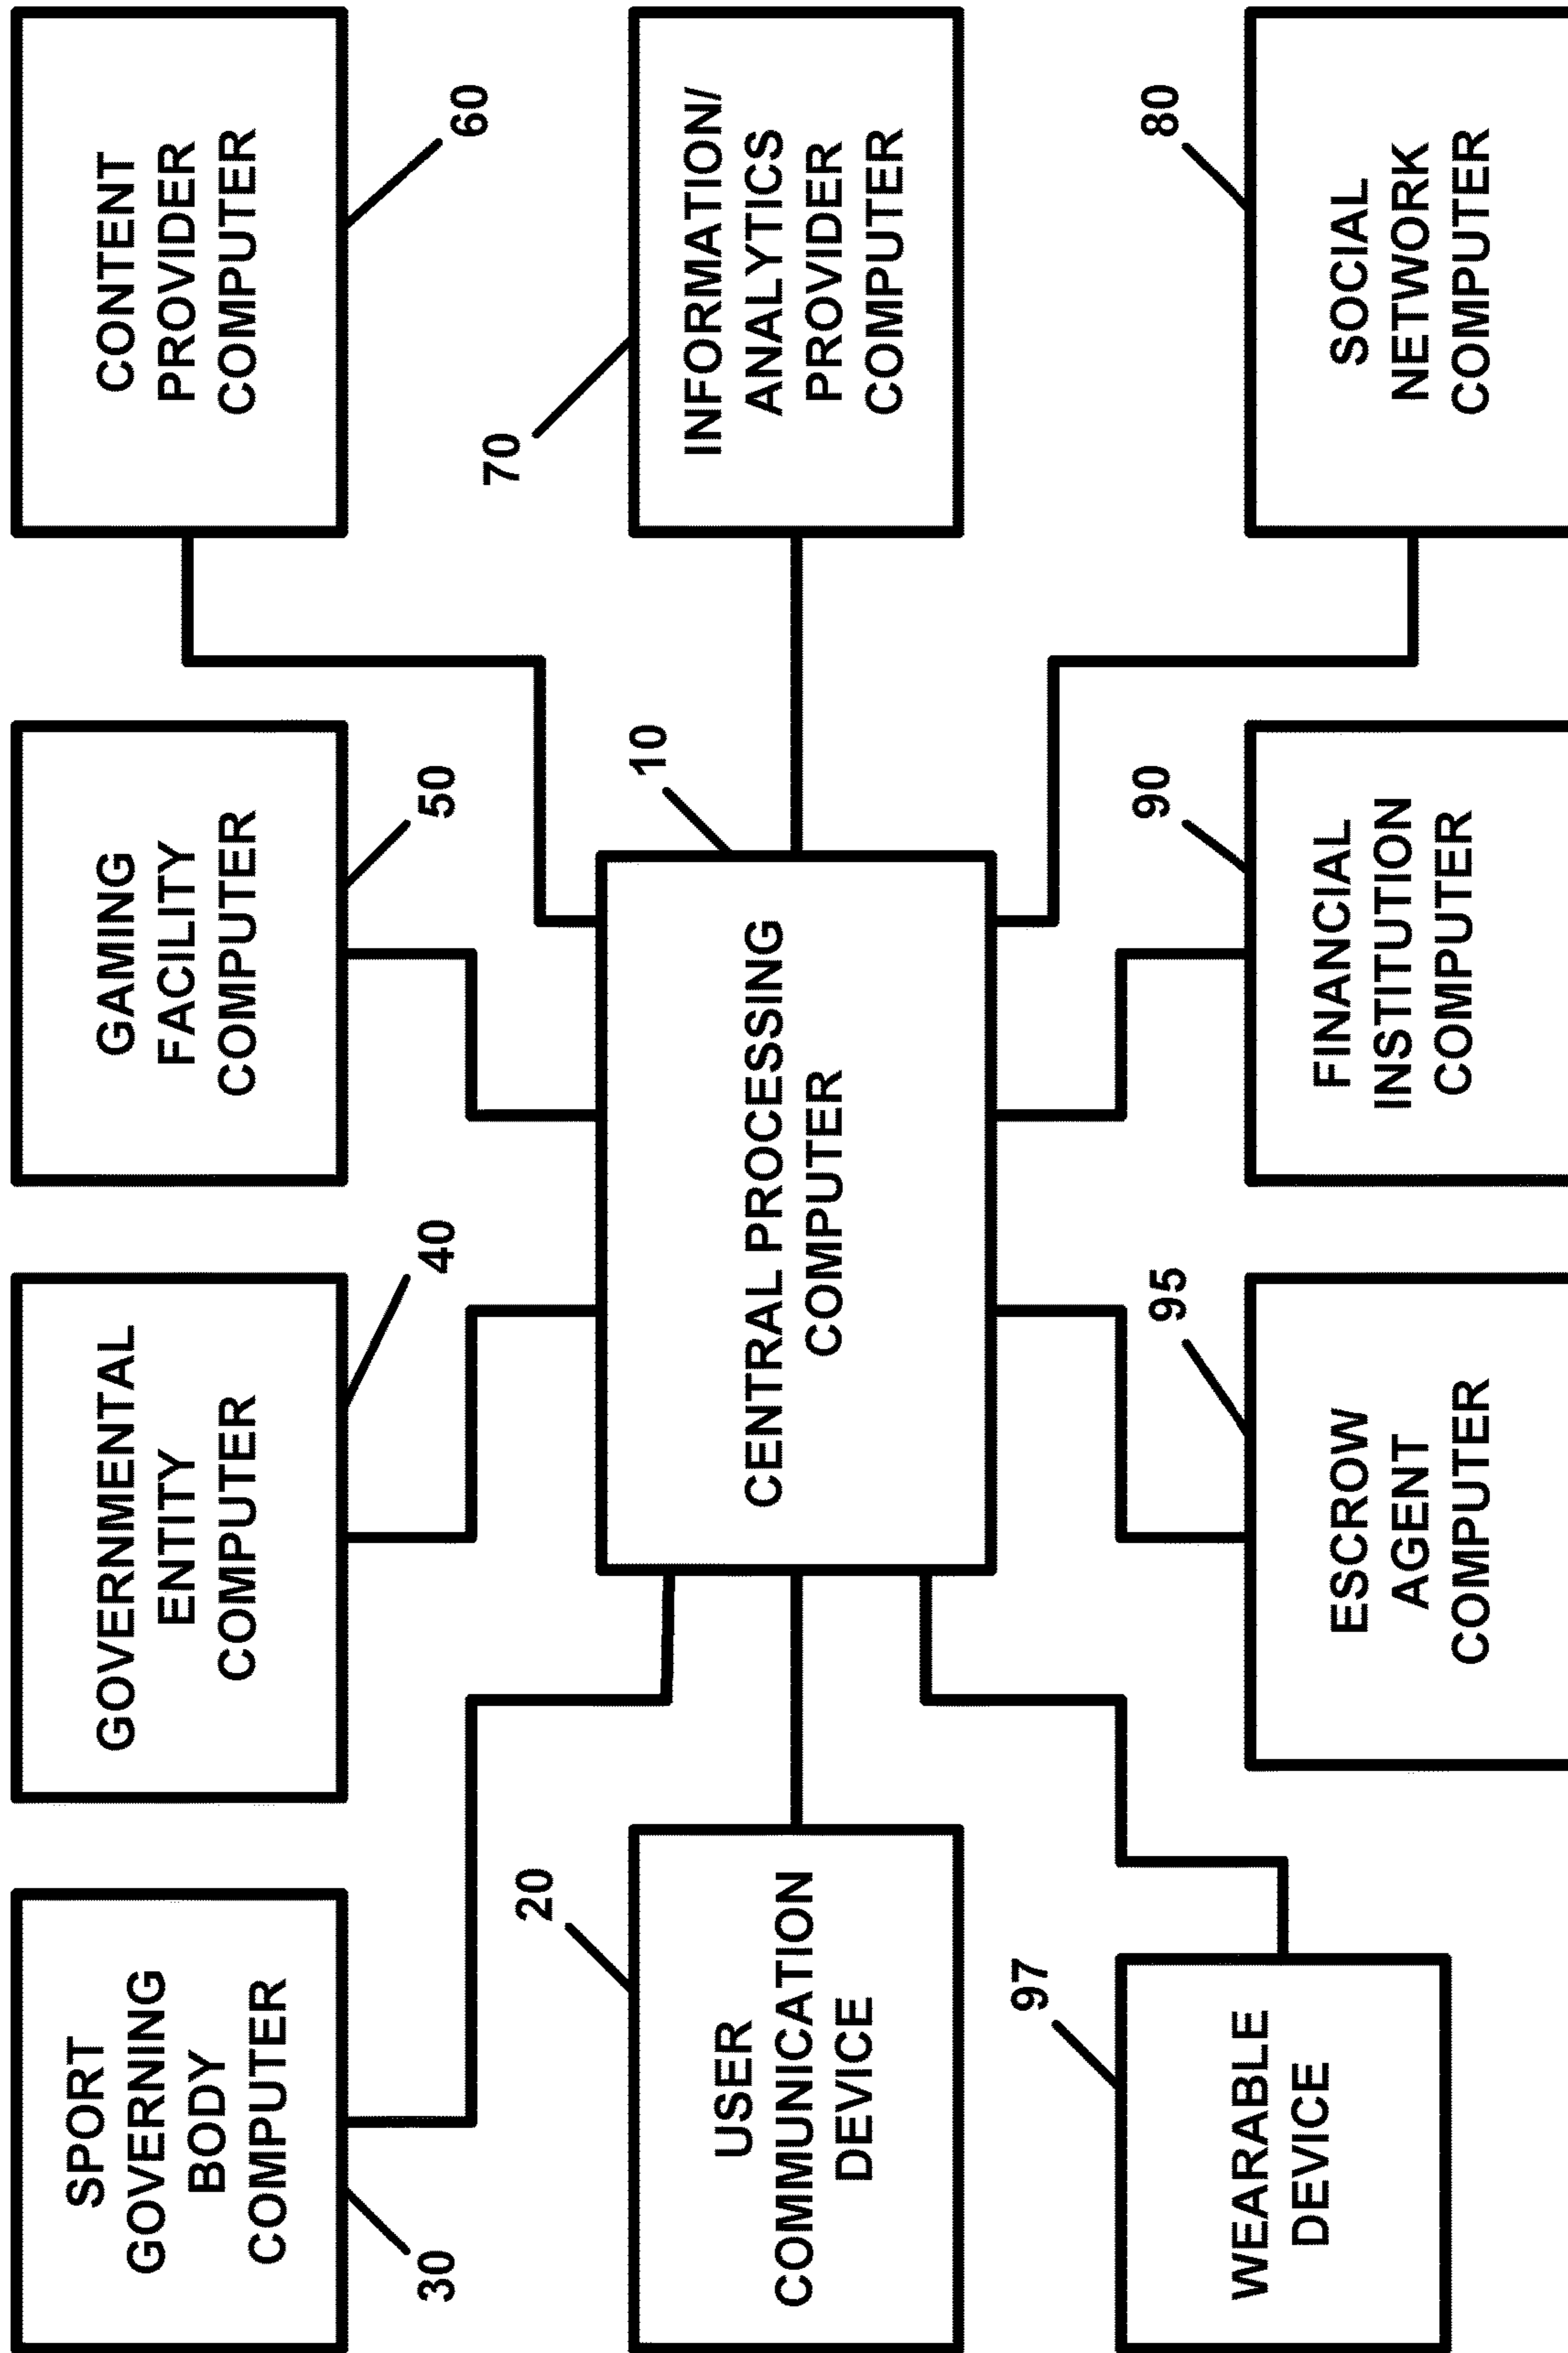 SPORT
GOVERNING
BODY
COMPUTER
30
GOVERNMENTAL
ENTITY
COMPUTER
40
GAMING
FACILITY
COMPUTER
50
CONTENT
PROVIDER
COMPUTER
60
USER
COMMUNICATION
DEVICE
20
CENTRAL PROCESSING
COMPUTER
10
INFORMATION/
ANALYTICS
PROVIDER
COMPUTER
70
WEARABLE
DEVICE
97
ESCROW
AGENT
COMPUTER
95
FINANCIAL
INSTITUTION
COMPUTER
90
SOCIAL
NETWORK
COMPUTER
80